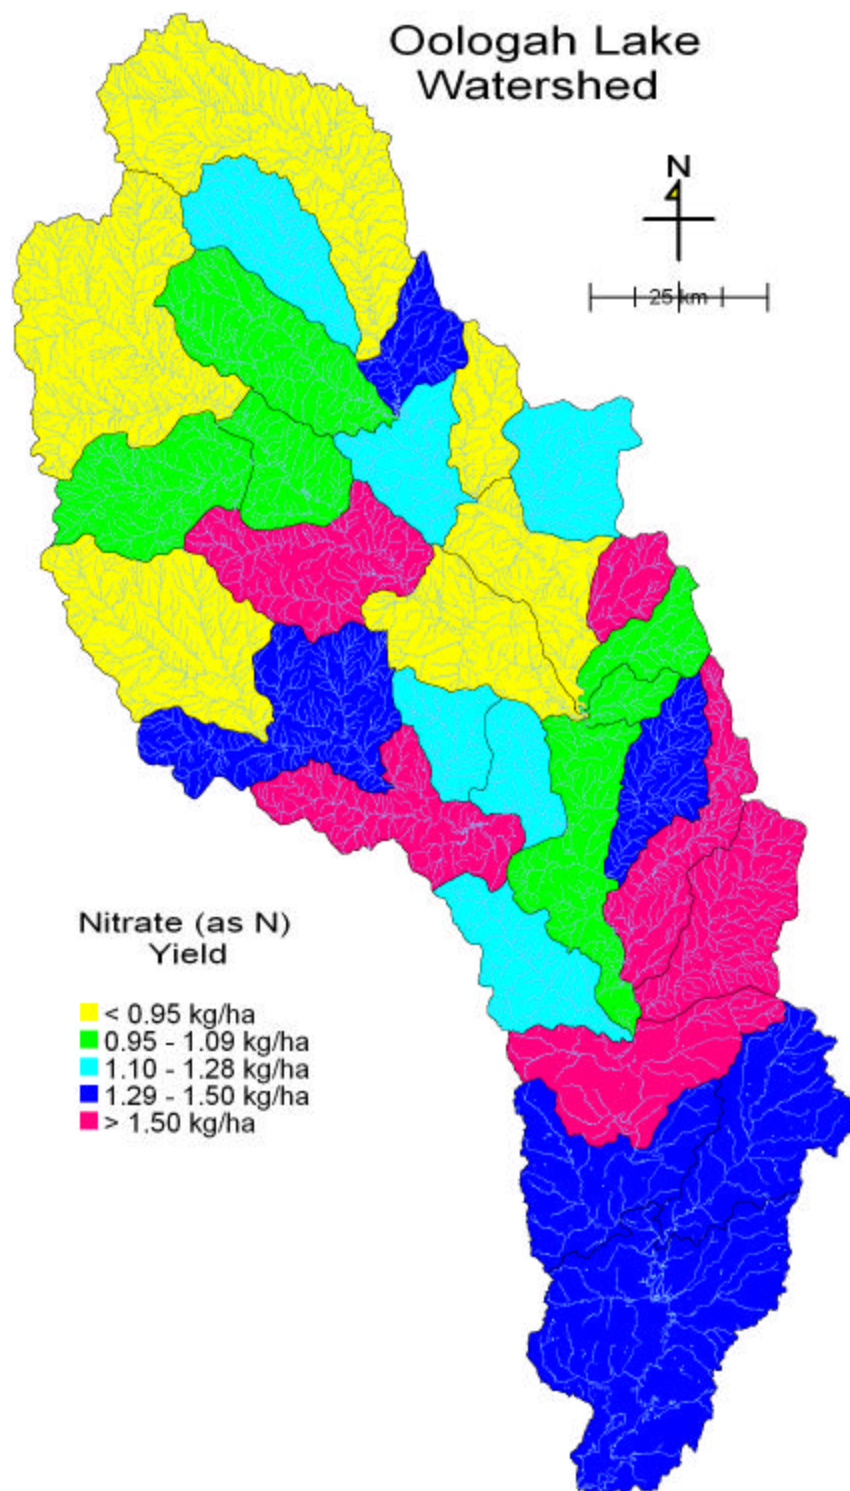 Oologah Lake
Watershed
N
25 km
Nitrate (as N)
Yield
< 0.95 kg/ha
0.95 - 1.09 kg/ha
1.10 - 1.28 kg/ha
1.29 - 1.50 kg/ha
> 1.50 kg/ha